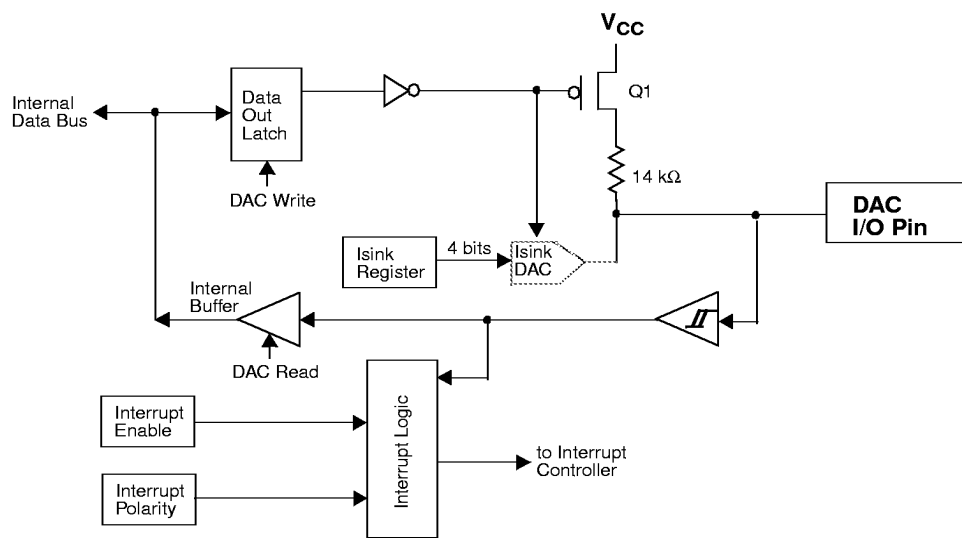 VCC
Internal
Data Bus
Data
Out
Latch
Q1
14 kΩ
DAC Write
DAC
I/O Pin
Isink
Register
4 bits
Isink
DAC
Internal
Buffer
DAC Read
Interrupt
Enable
Interrupt Logic
to Interrupt
Controller
Interrupt
Polarity